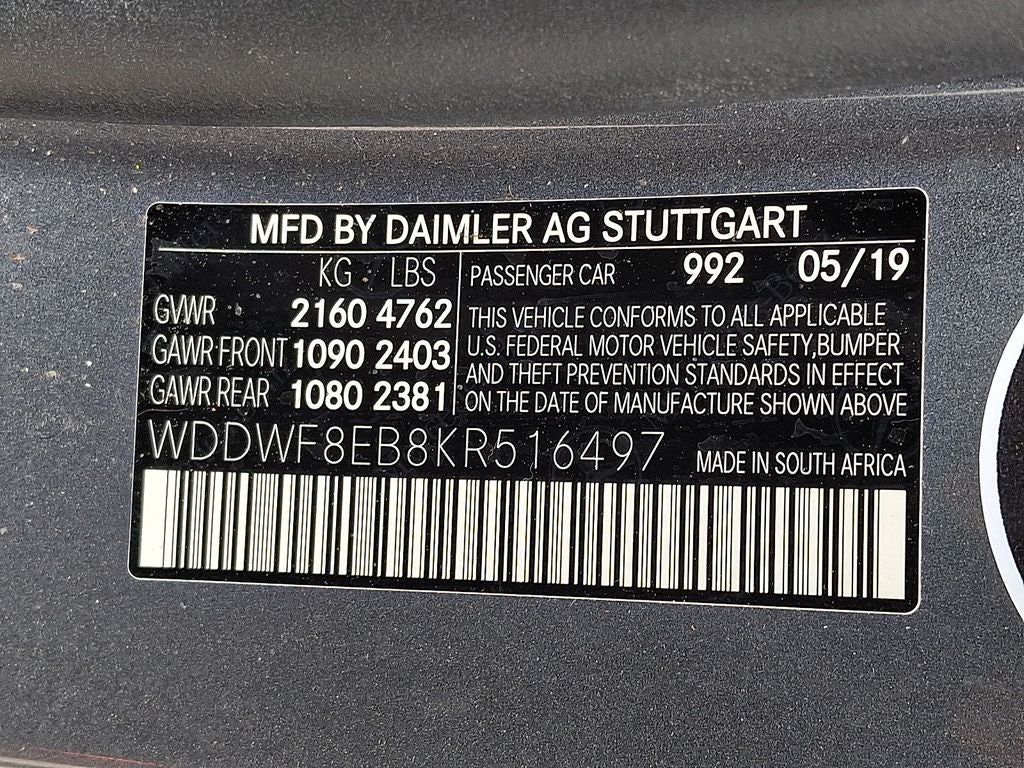 MFD BY DAIMLER AG STUTTGART
KG LBS
GVWR 2160 4762
GAWR FRONT 1090 2403
GAWR REAR 1080 2381
PASSENGER CAR 992 05/19
THIS VEHICLE CONFORMS TO ALL APPLICABLE
U.S. FEDERAL MOTOR VEHICLE SAFETY,BUMPER
AND THEFT PREVENTION STANDARDS IN EFFECT
ON THE DATE OF MANUFACTURE SHOWN ABOVE
WDDWF8EB8KR516497 MADE IN SOUTH AFRICA